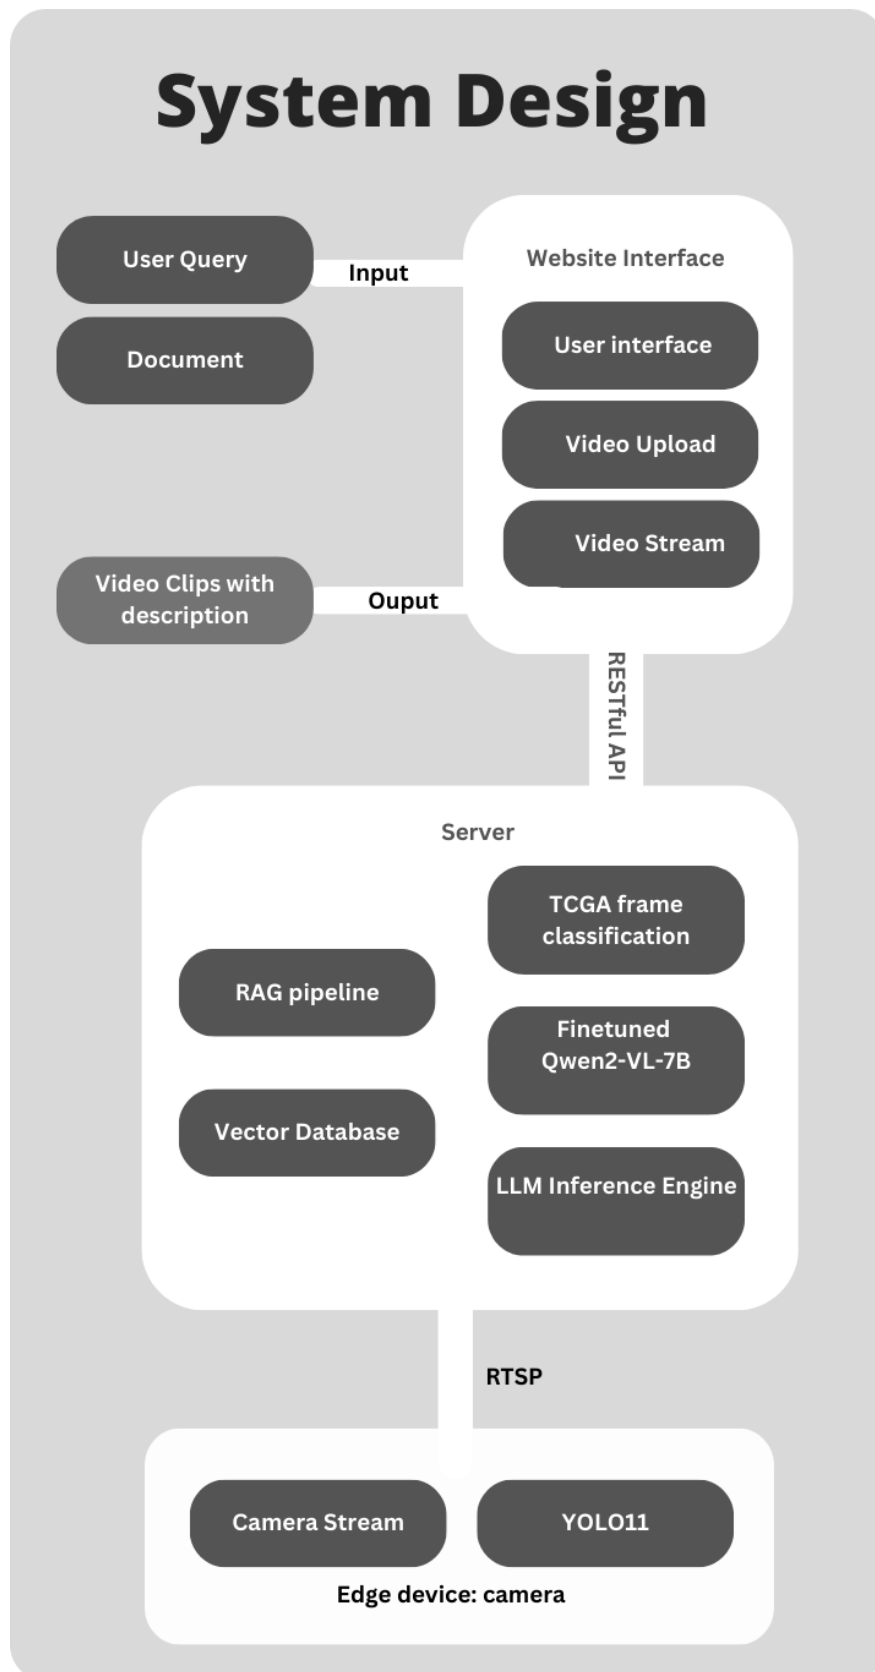 System Design
User Query
Input
Document
Website Interface
User interface
Video Upload
Video Stream
Video Clips with
description
Ouput
RESTful API
Server
TCGA frame
classification
RAG pipeline
Finetuned
Qwen2-VL-7B
Vector Database
LLM Inference Engine
RTSP
Camera Stream
YOLO11
Edge device: camera